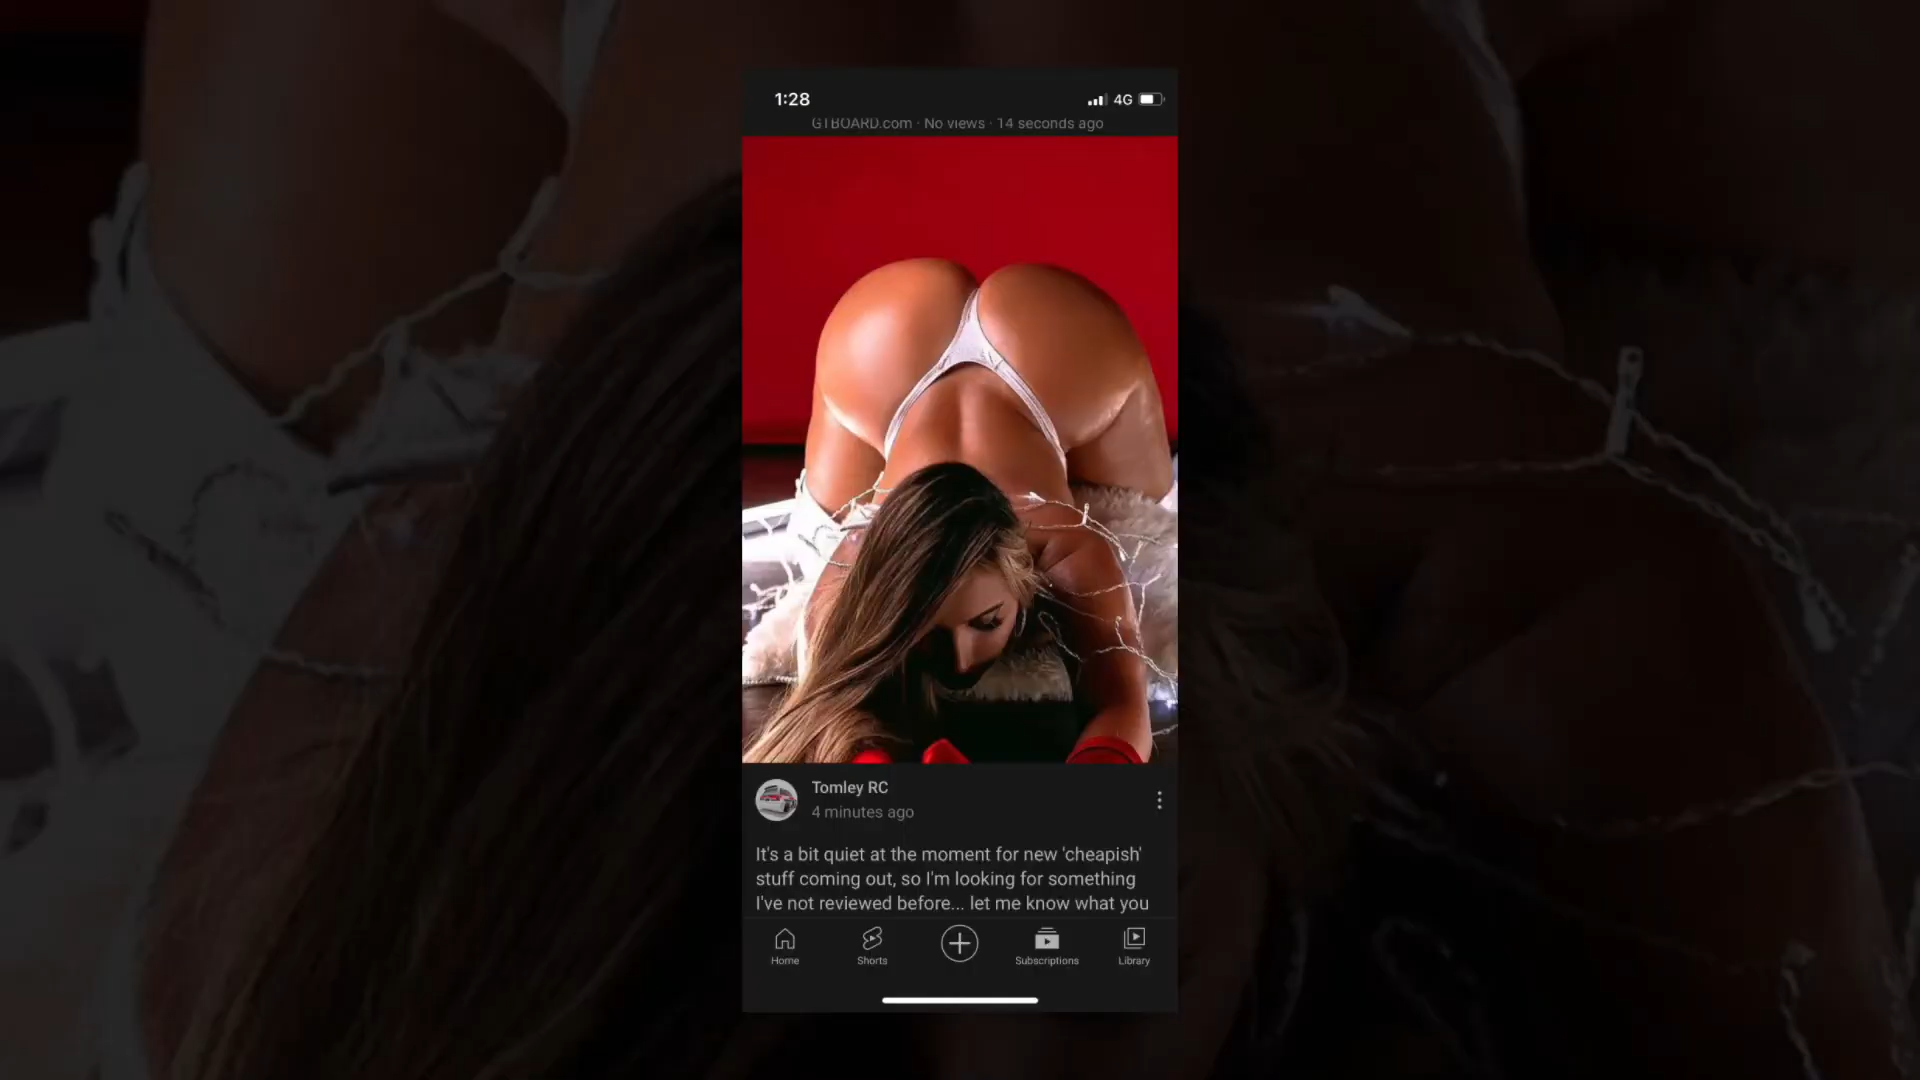 1:28
4G
GTBOARD.com · No views · 14 seconds ago
Tomley RC
4 minutes ago
It's a bit quiet at the moment for new 'cheapish'
stuff coming out, so I'm looking for something
I've not reviewed before... let me know what you
Home
Shorts
Subscriptions
Library